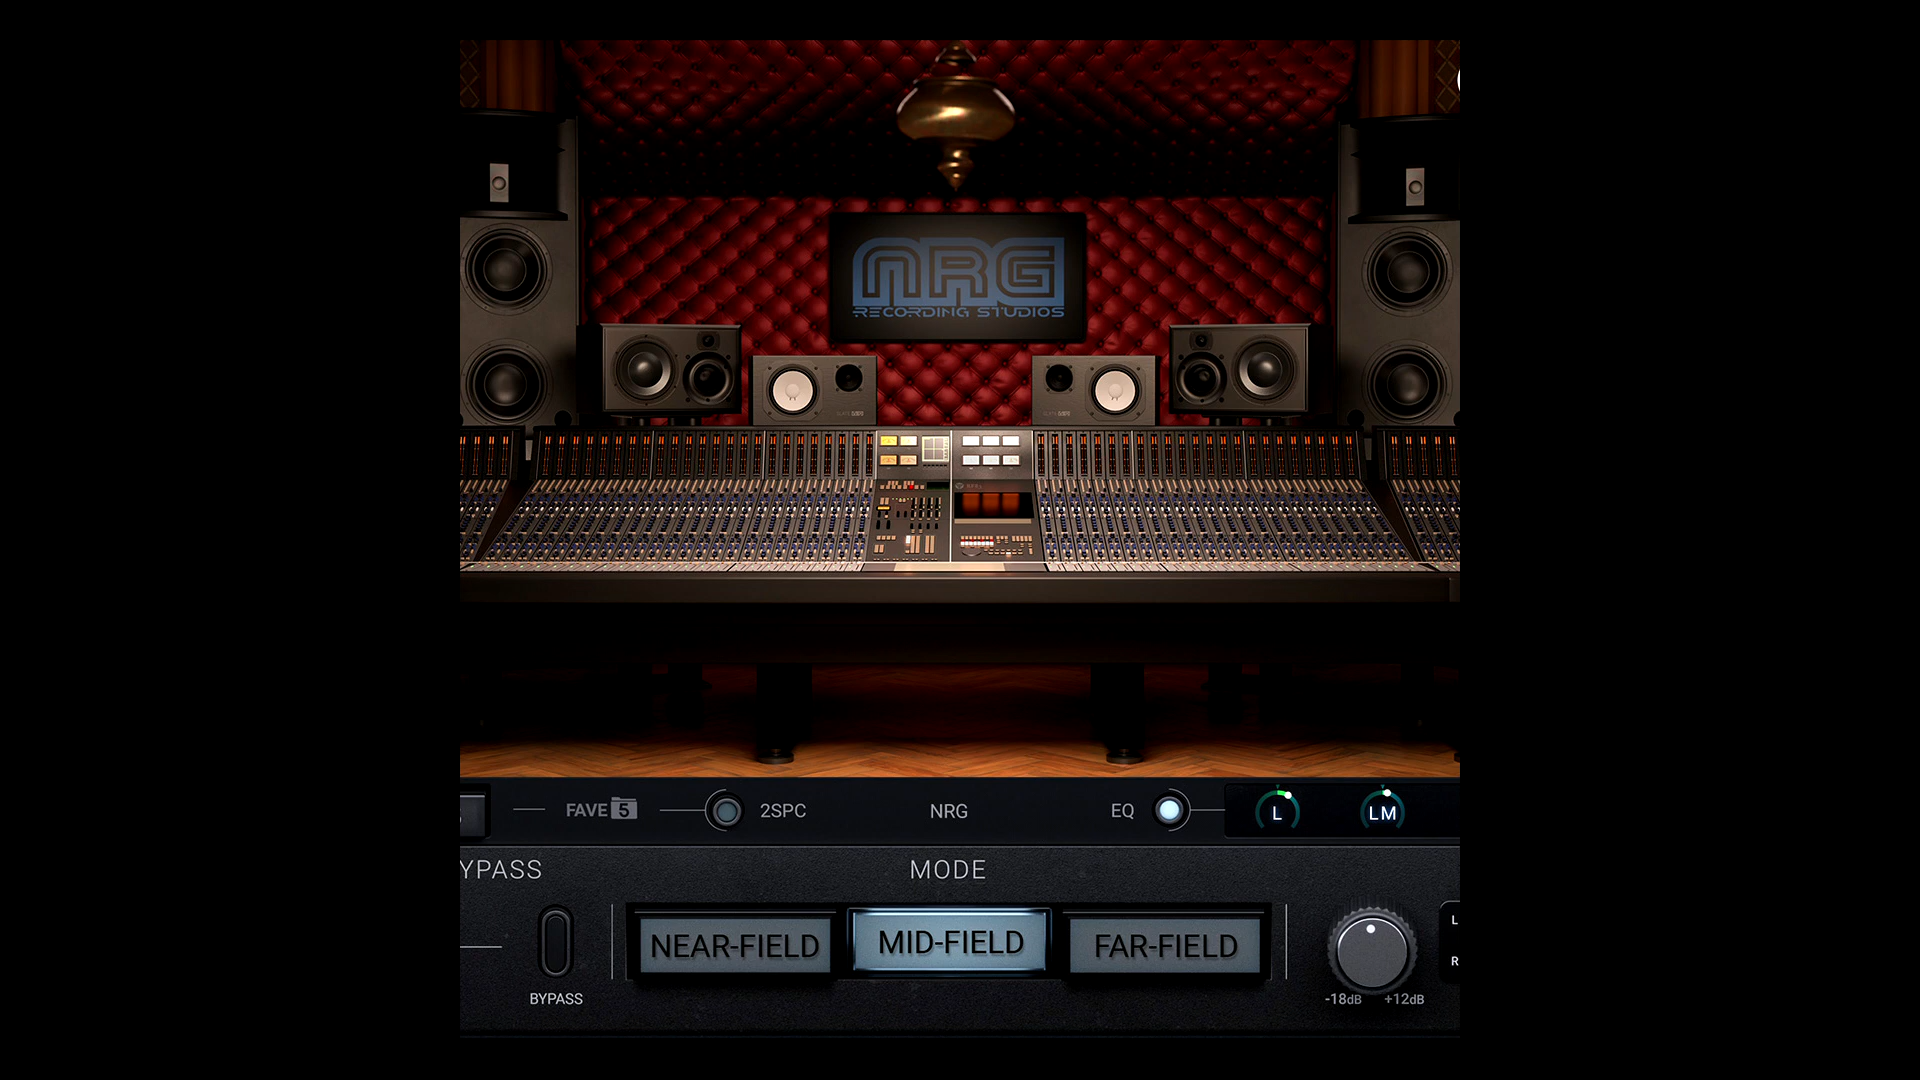 NRG
RECORDING STUDIOS
FAVE 5
2SPC
NRG
EQ
L
LM
YPASS
MODE
NEAR-FIELD
MID-FIELD
FAR-FIELD
L
R
BYPASS
-18dB
+12dB